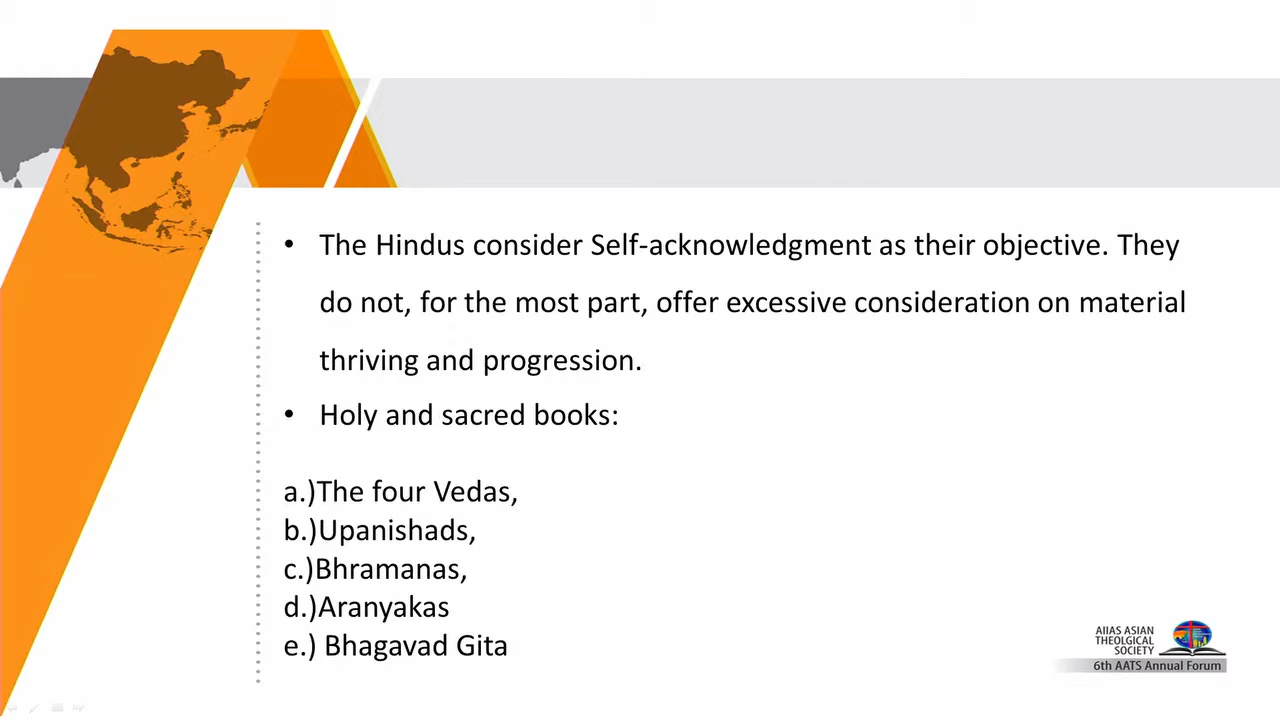 • The Hindus consider Self-acknowledgment as their objective. They
do not, for the most part, offer excessive consideration on material
thriving and progression.
• Holy and sacred books:
a.)The four Vedas,
b.)Upanishads,
c.)Bhramanas,
d.)Aranyakas
e.) Bhagavad Gita
AIIAS ASIAN
THEOLGICAL
SOCIETY
6th AATS Annual Forum